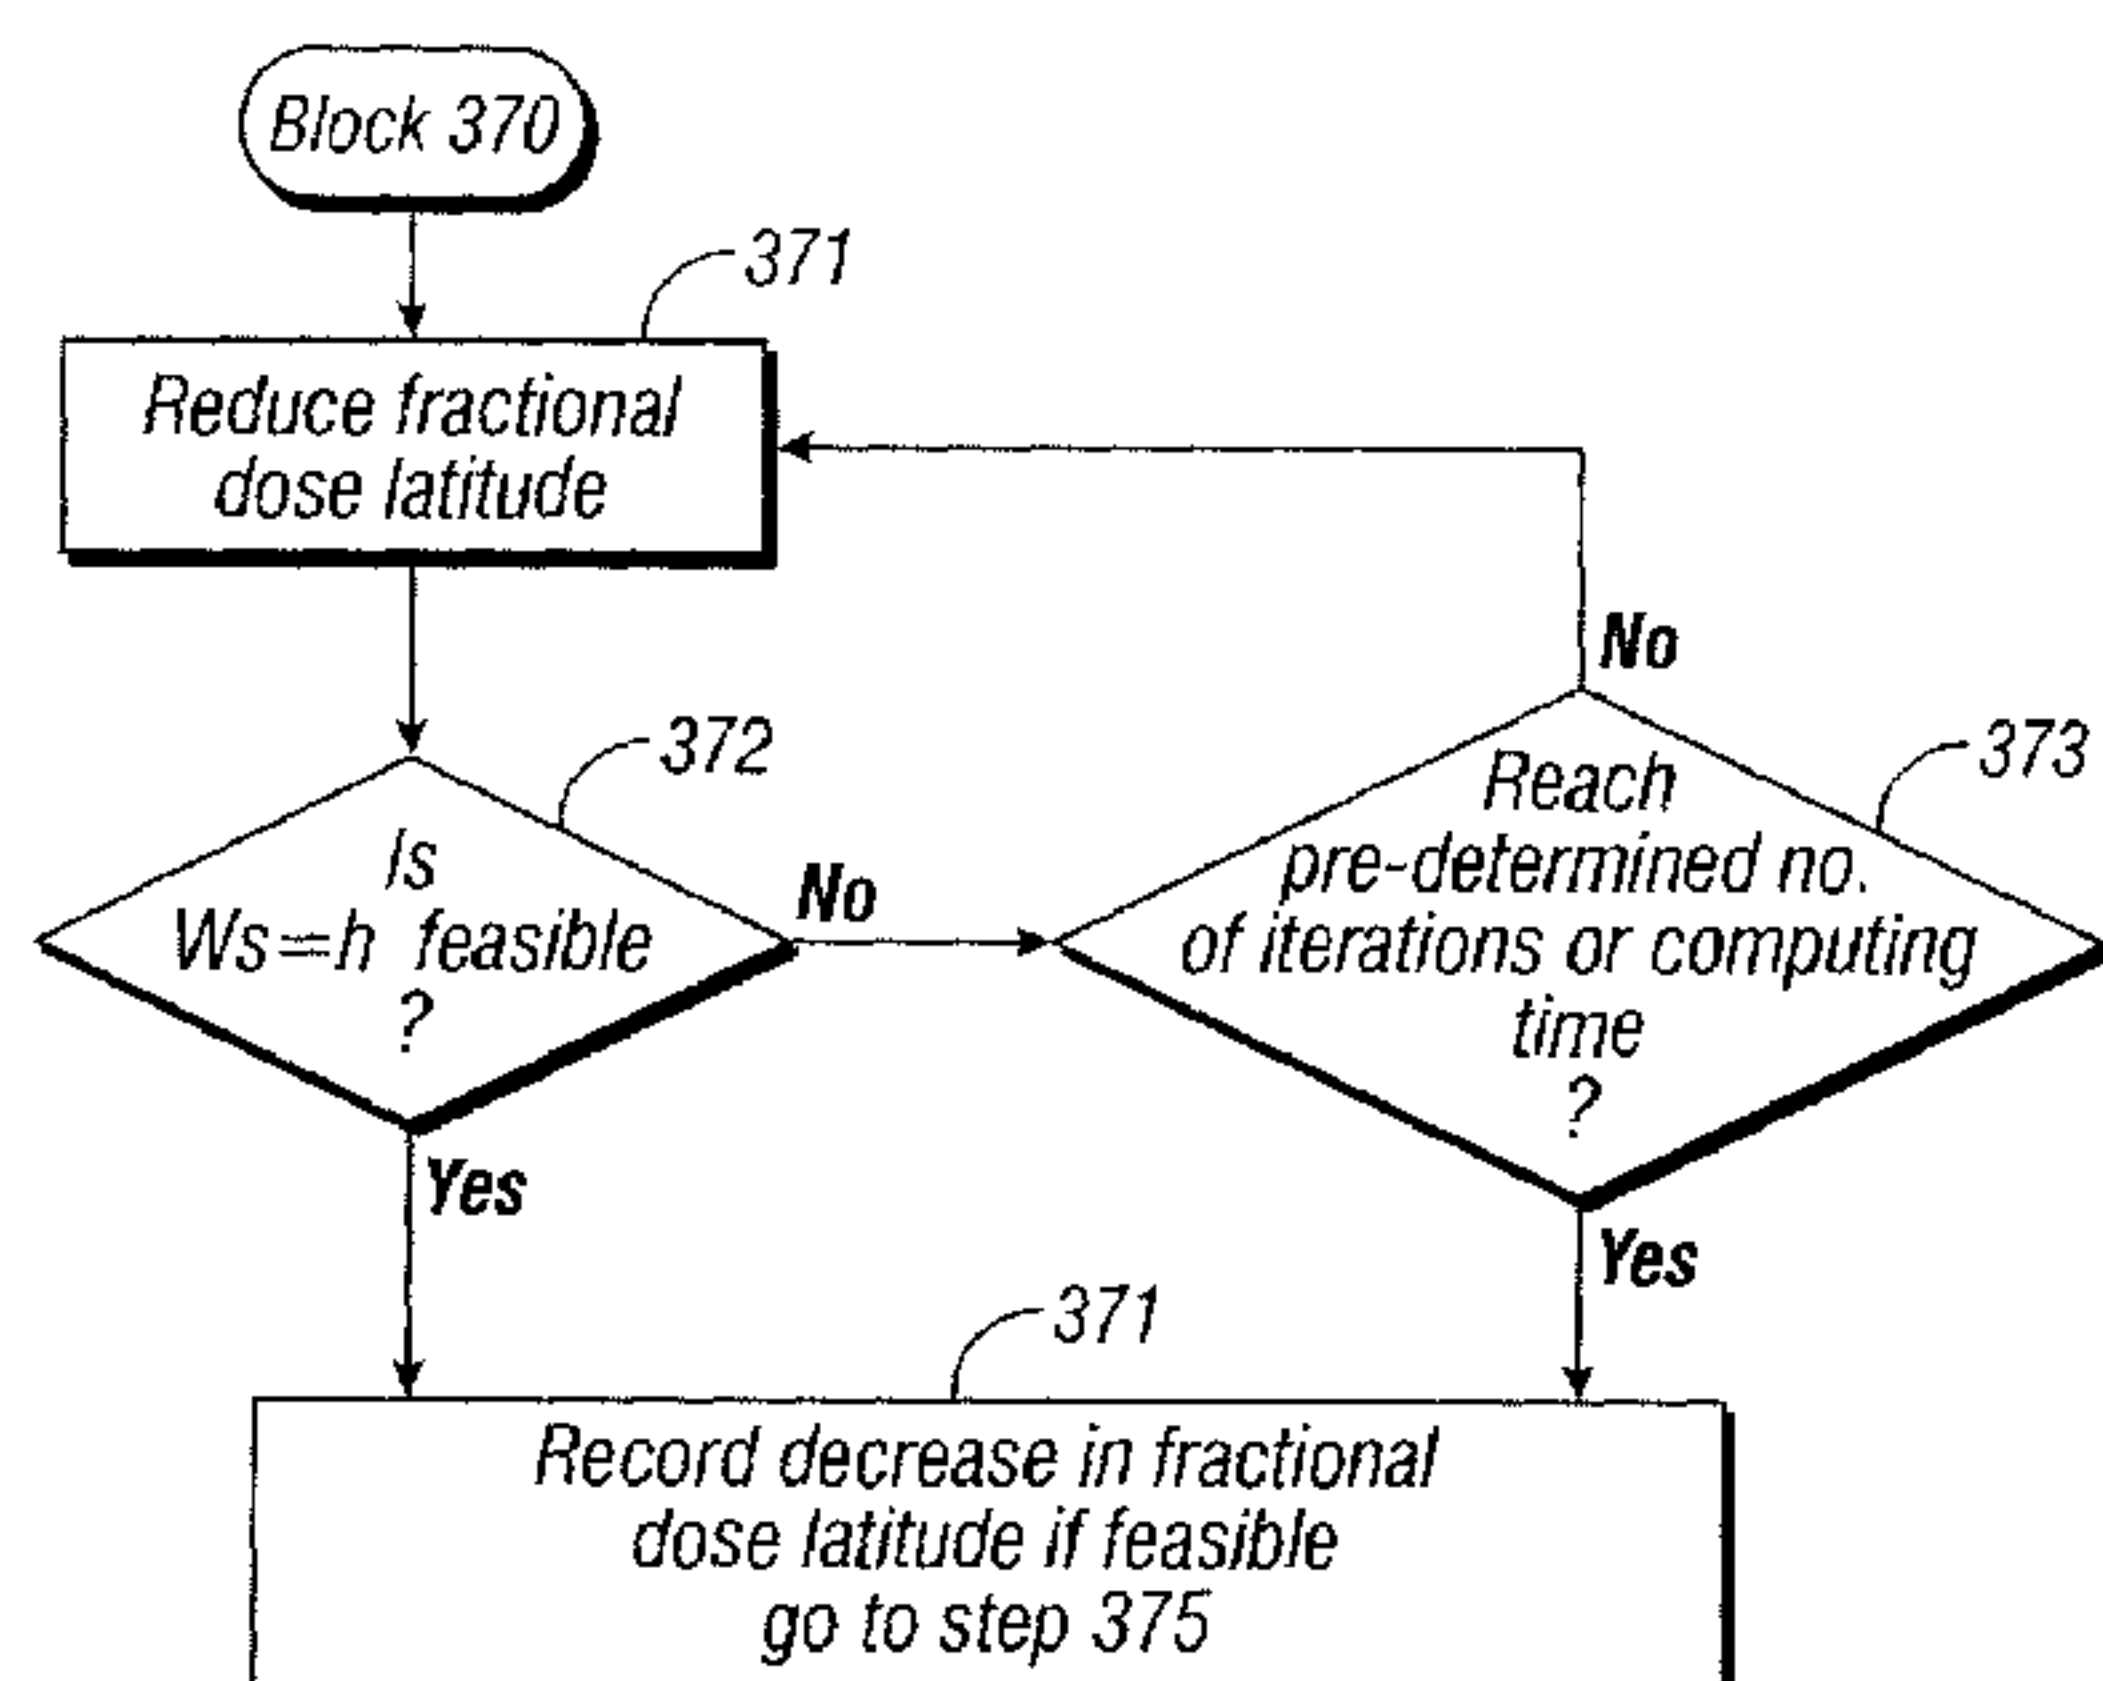 Block 370
371
Reduce fractional
dose latitude
372
Is
Ws=h feasible
?
No
Yes
No
373
Reach
pre-determined no.
of iterations or computing
time
?
Yes
371
Record decrease in fractional
dose latitude if feasible
go to step 375